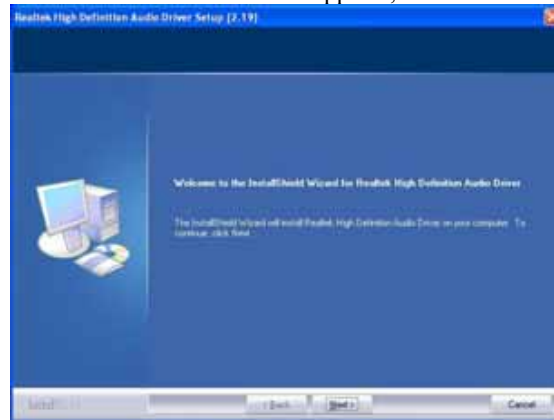 Realtek High Definition Audio Driver Setup (2.19)
Welcome to the InstallShield Wizard for Realtek High Definition Audio Driver
The InstallShield Wizard will install Realtek High Definition Audio Driver on your computer. To
continue, click Next
< Back
Next >
Cancel